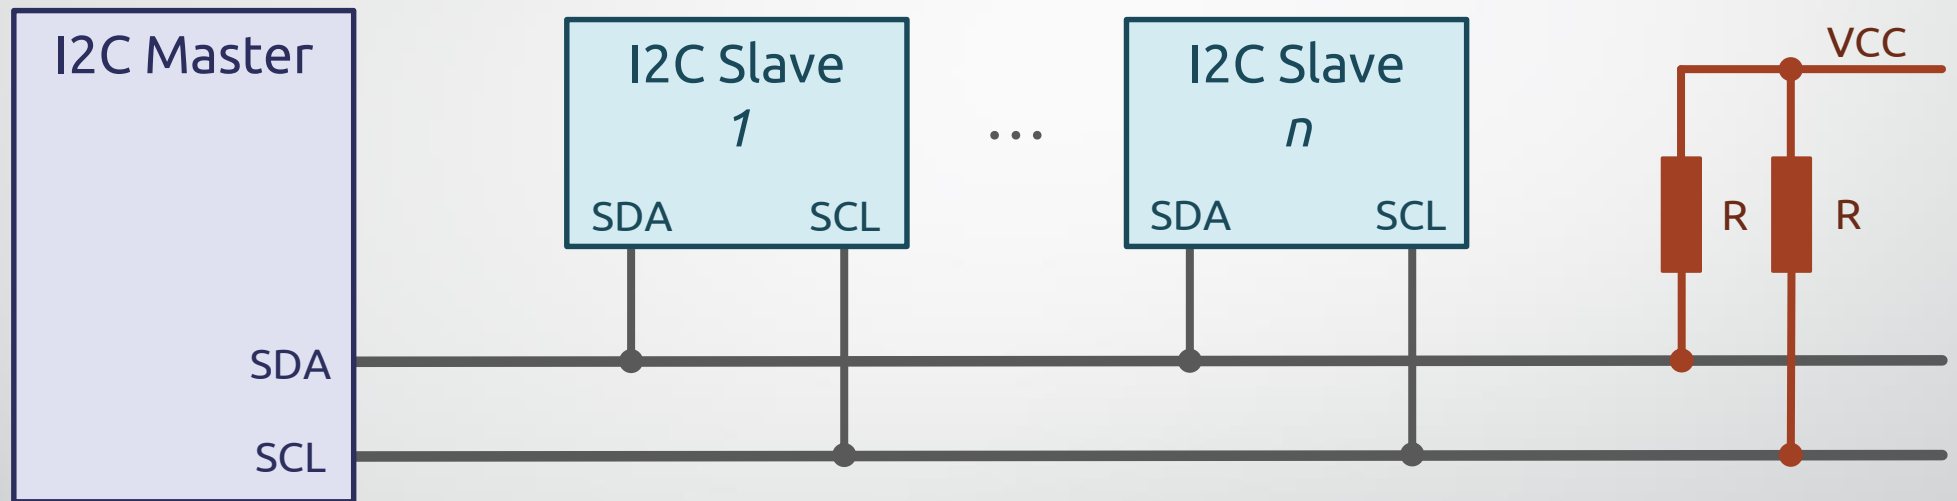 I2C Master
SDA
SCL
I2C Slave
1
SDA SCL
...
I2C Slave
n
SDA SCL
VCC
R R